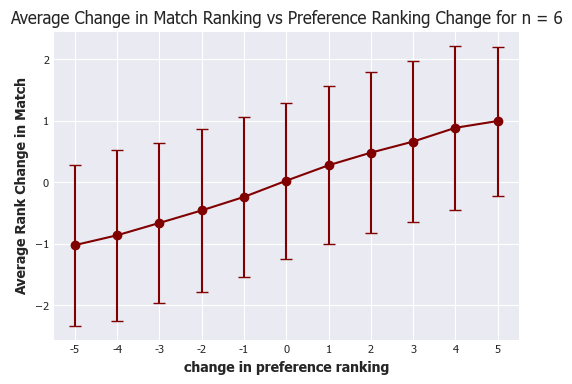 Average Change in Match Ranking vs Preference Ranking Change for n = 6
2
1
0
−1
−2
Average Rank Change in Match
-5 -4 -3 -2 -1 0 1 2 3 4 5
change in preference ranking